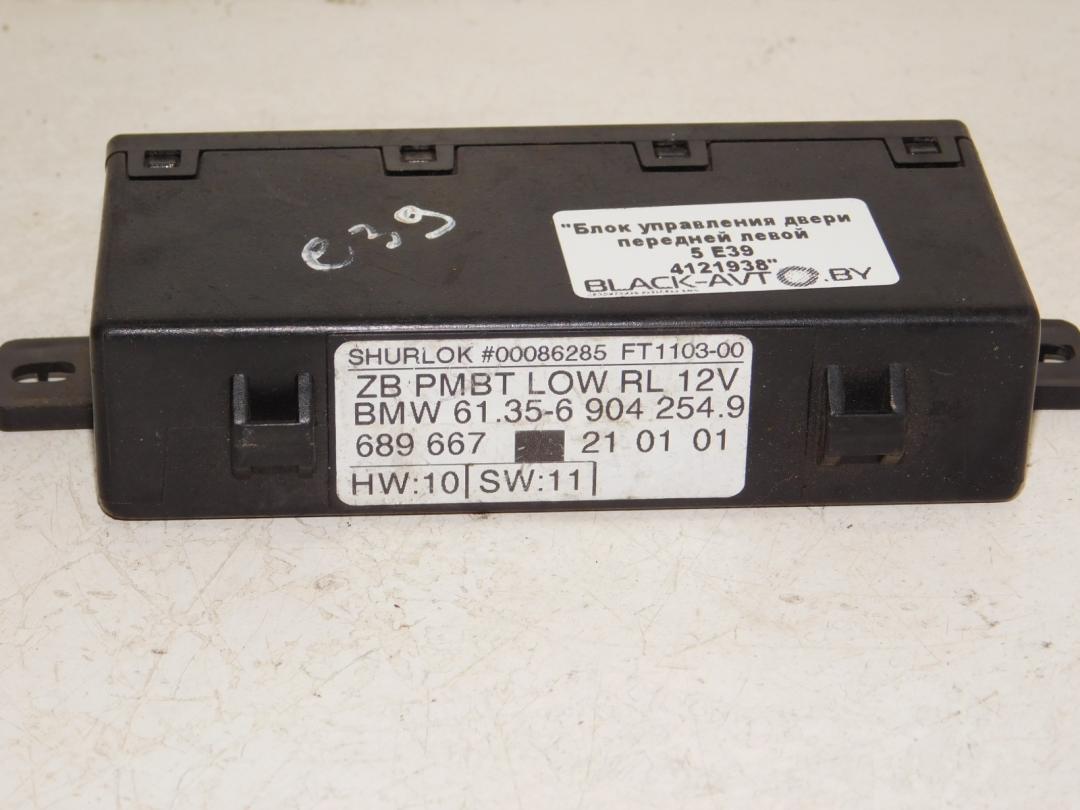 e39
"Блок управления двери
передней левой
5 E39
4121938"
BLACK-AVTO.BY
SHURLOK #00086285 FT1103-00
ZB PMBT LOW RL 12V
BMW 61.35-6 904 254.9
689 667 21 01 01
HW:10 SW:11